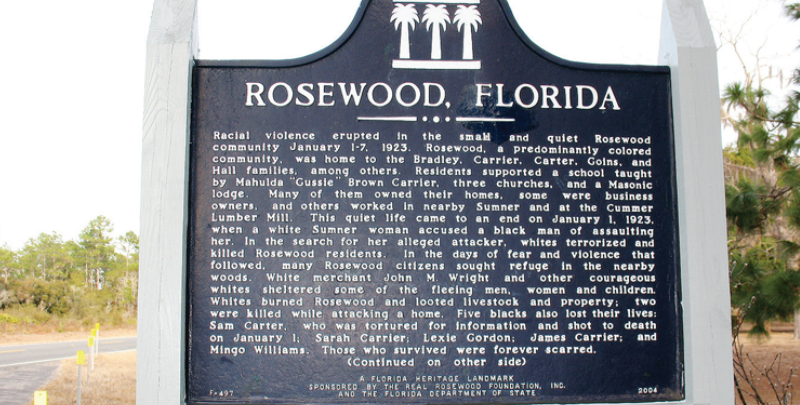 ROSEWOOD, FLORIDA
Racial violence erupted in the small and quiet Rosewood
community January 1-7, 1923. Rosewood, a predominantly colored
community, was home to the Bradley, Carrier, Carter, Goins, and
Hall families, among others. Residents supported a school taught
by Mahulda "Gussie" Brown Carrier, three churches, and a Masonic
lodge. Many of them owned their homes, some were business
owners, and others worked in nearby Sumner and at the Cummer
Lumber Mill. This quiet life came to an end on January 1, 1923,
when a white Sumner woman accused a black man of assaulting
her. In the search for her alleged attacker, whites terrorized and
killed Rosewood residents. In the days of fear and violence that
followed, many Rosewood citizens sought refuge in the nearby
woods. White merchant John M. Wright and other courageous
whites sheltered some of the fleeing men, women and children.
Whites burned Rosewood and looted livestock and property; two
were killed while attacking a home. Five blacks also lost their lives:
Sam Carter, who was tortured for information and shot to death
on January 1; Sarah Carrier; Lexie Gordon; James Carrier; and
Mingo Williams. Those who survived were forever scarred.
(Continued on other side)
A FLORIDA HERITAGE LANDMARK
SPONSORED BY THE REAL ROSEWOOD FOUNDATION, INC.
F-497 AND THE FLORIDA DEPARTMENT OF STATE 2004